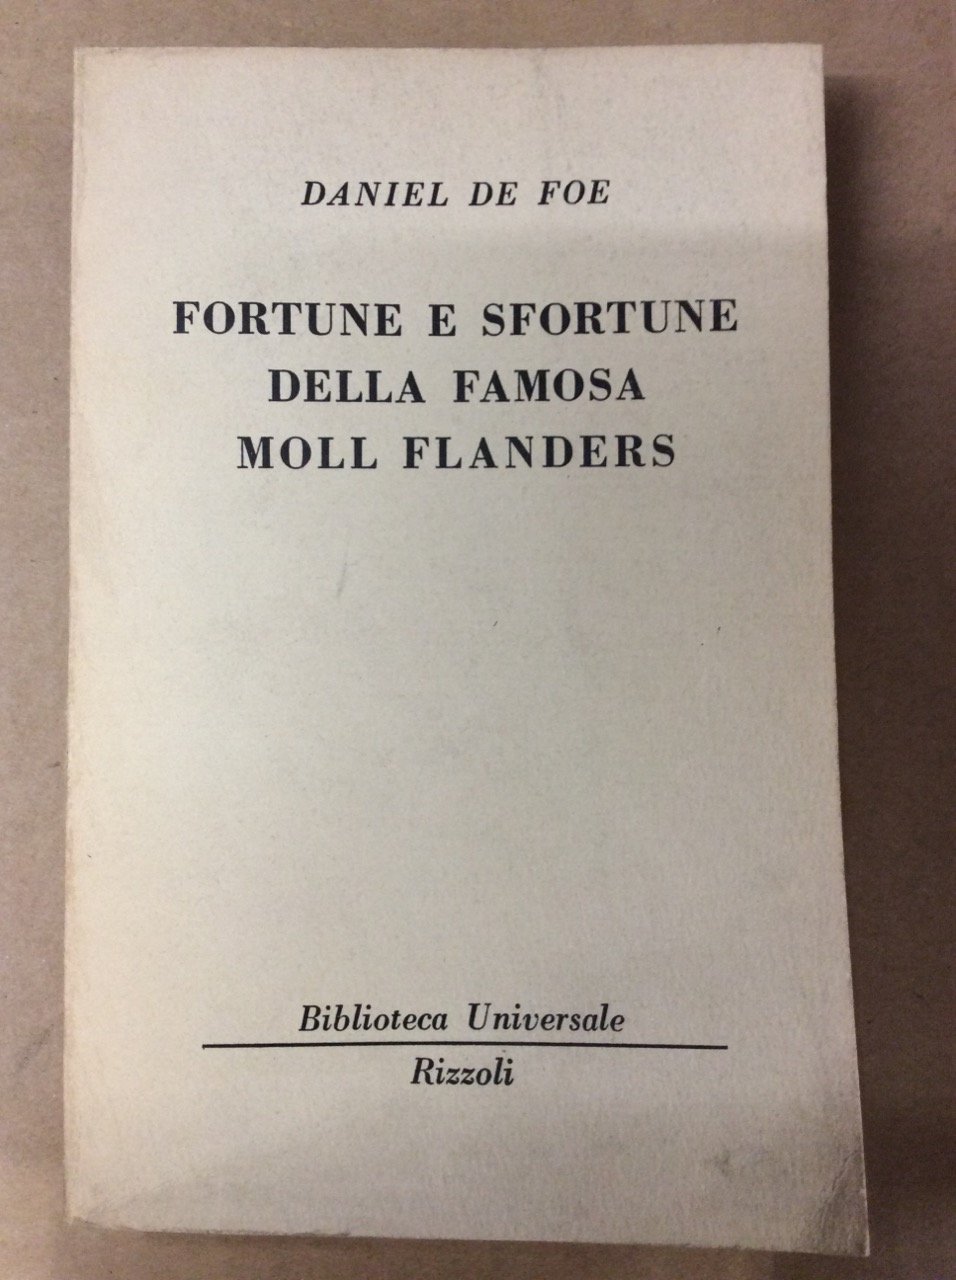 DANIEL DE FOE
FORTUNE E SFORTUNE
DELLA FAMOSA
MOLL FLANDERS
Biblioteca Universale
Rizzoli